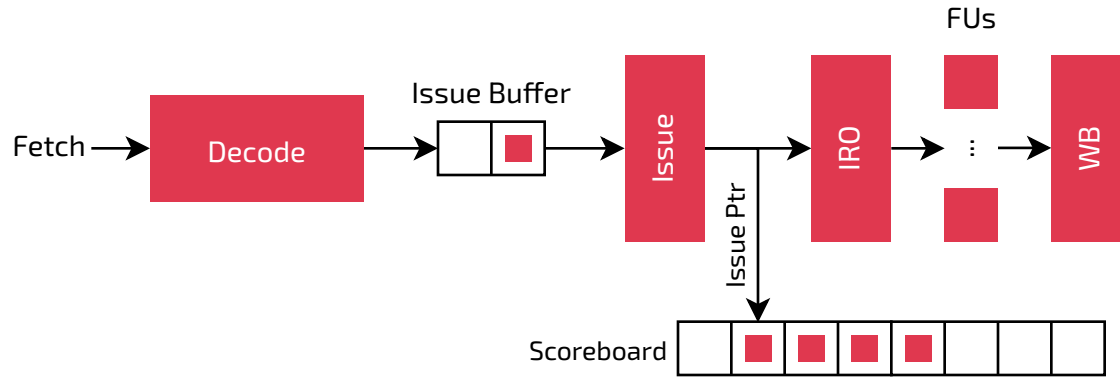 FUs
Issue Buffer
Fetch
Decode
Issue
IRO
...
WB
Issue Ptr
Scoreboard